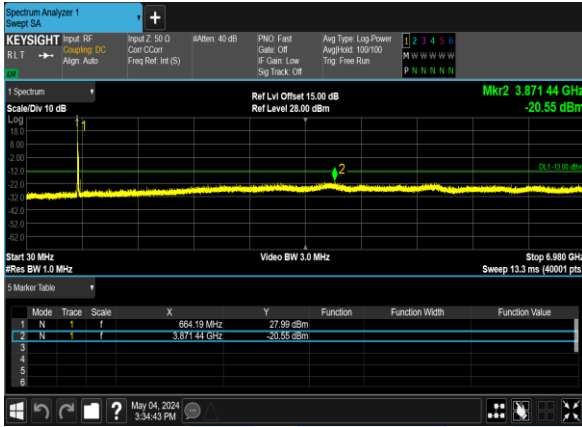 Spectrum Analyzer 1
Swept SA
KEYSIGHT Input: RF Input Z: 50 Ω #Atten: 40 dB PNO: Fast Avg Type: Log-Power 1 2 3 4 5 6
RLT Coupling: DC Corr CCorr Gate: Off Avg|Hold: 100/100 M W W W W W
Align: Auto Freq Ref: Int (S) IF Gain: Low Trig: Free Run
LV Sig Track: Off P N N N N N
1 Spectrum Ref Lvl Offset 15.00 dB Mkr2 3.871 44 GHz
Scale/Div 10 dB Ref Level 28.00 dBm -20.55 dBm
Log
1
18.0
8.00
-2.00
-12.0 DL1 -13.00 dBm
2
-22.0
-32.0
-42.0
-52.0
-62.0
Start 30 MHz Video BW 3.0 MHz Stop 6.980 GHz
#Res BW 1.0 MHz Sweep 13.3 ms (40001 pts
5 Marker Table
Mode Trace Scale X Y Function Function Width Function Value
1 N 1 f 664.19 MHz 27.99 dBm
2 N 1 f 3.871 44 GHz -20.55 dBm
3
4
5
6
? May 04, 2024
3:34:43 PM